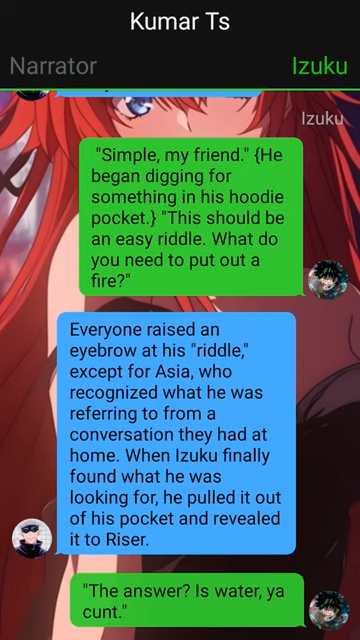 Kumar Ts
Narrator
Izuku
Izuku
"Simple, my friend." {He
began digging for
something in his hoodie
pocket.} "This should be
an easy riddle. What do
you need to put out a
fire?"
Everyone raised an
eyebrow at his "riddle,"
except for Asia, who
recognized what he was
referring to from a
conversation they had at
home. When Izuku finally
found what he was
looking for, he pulled it out
of his pocket and revealed
it to Riser.
"The answer? Is water, ya
cunt."